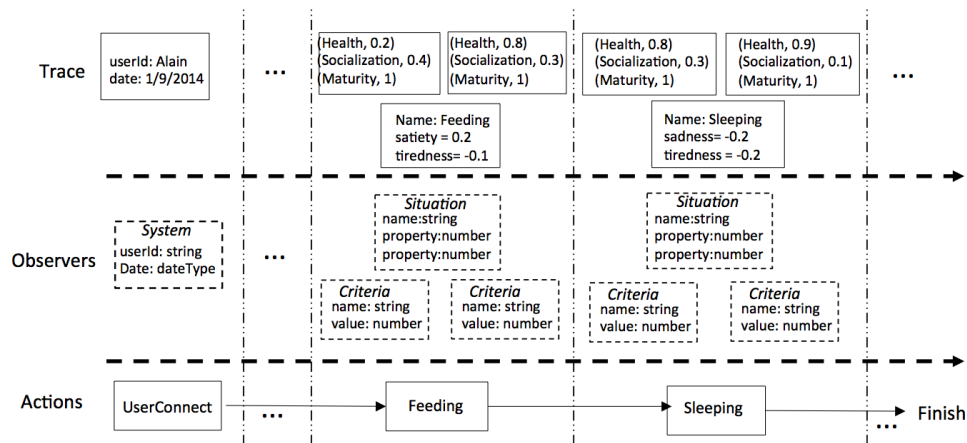 Trace
userId: Alain
date: 1/9/2014
...
(Health, 0.2)
(Socialization, 0.4)
(Maturity, 1)
(Health, 0.8)
(Socialization, 0.3)
(Maturity, 1)
(Health, 0.8)
(Socialization, 0.3)
(Maturity, 1)
(Health, 0.9)
(Socialization, 0.1)
(Maturity, 1)
...
Name: Feeding
satiety = 0.2
tiredness= -0.1
Name: Sleeping
sadness= -0.2
tiredness = -0.2
Observers
System
userId: string
Date: dateType
...
Situation
name:string
property:number
property:number
Situation
name:string
property:number
property:number
Criteria
name: string
value: number
Criteria
name: string
value: number
Criteria
name: string
value: number
Criteria
name: string
value: number
Actions
UserConnect
...
Feeding
Sleeping
...
Finish